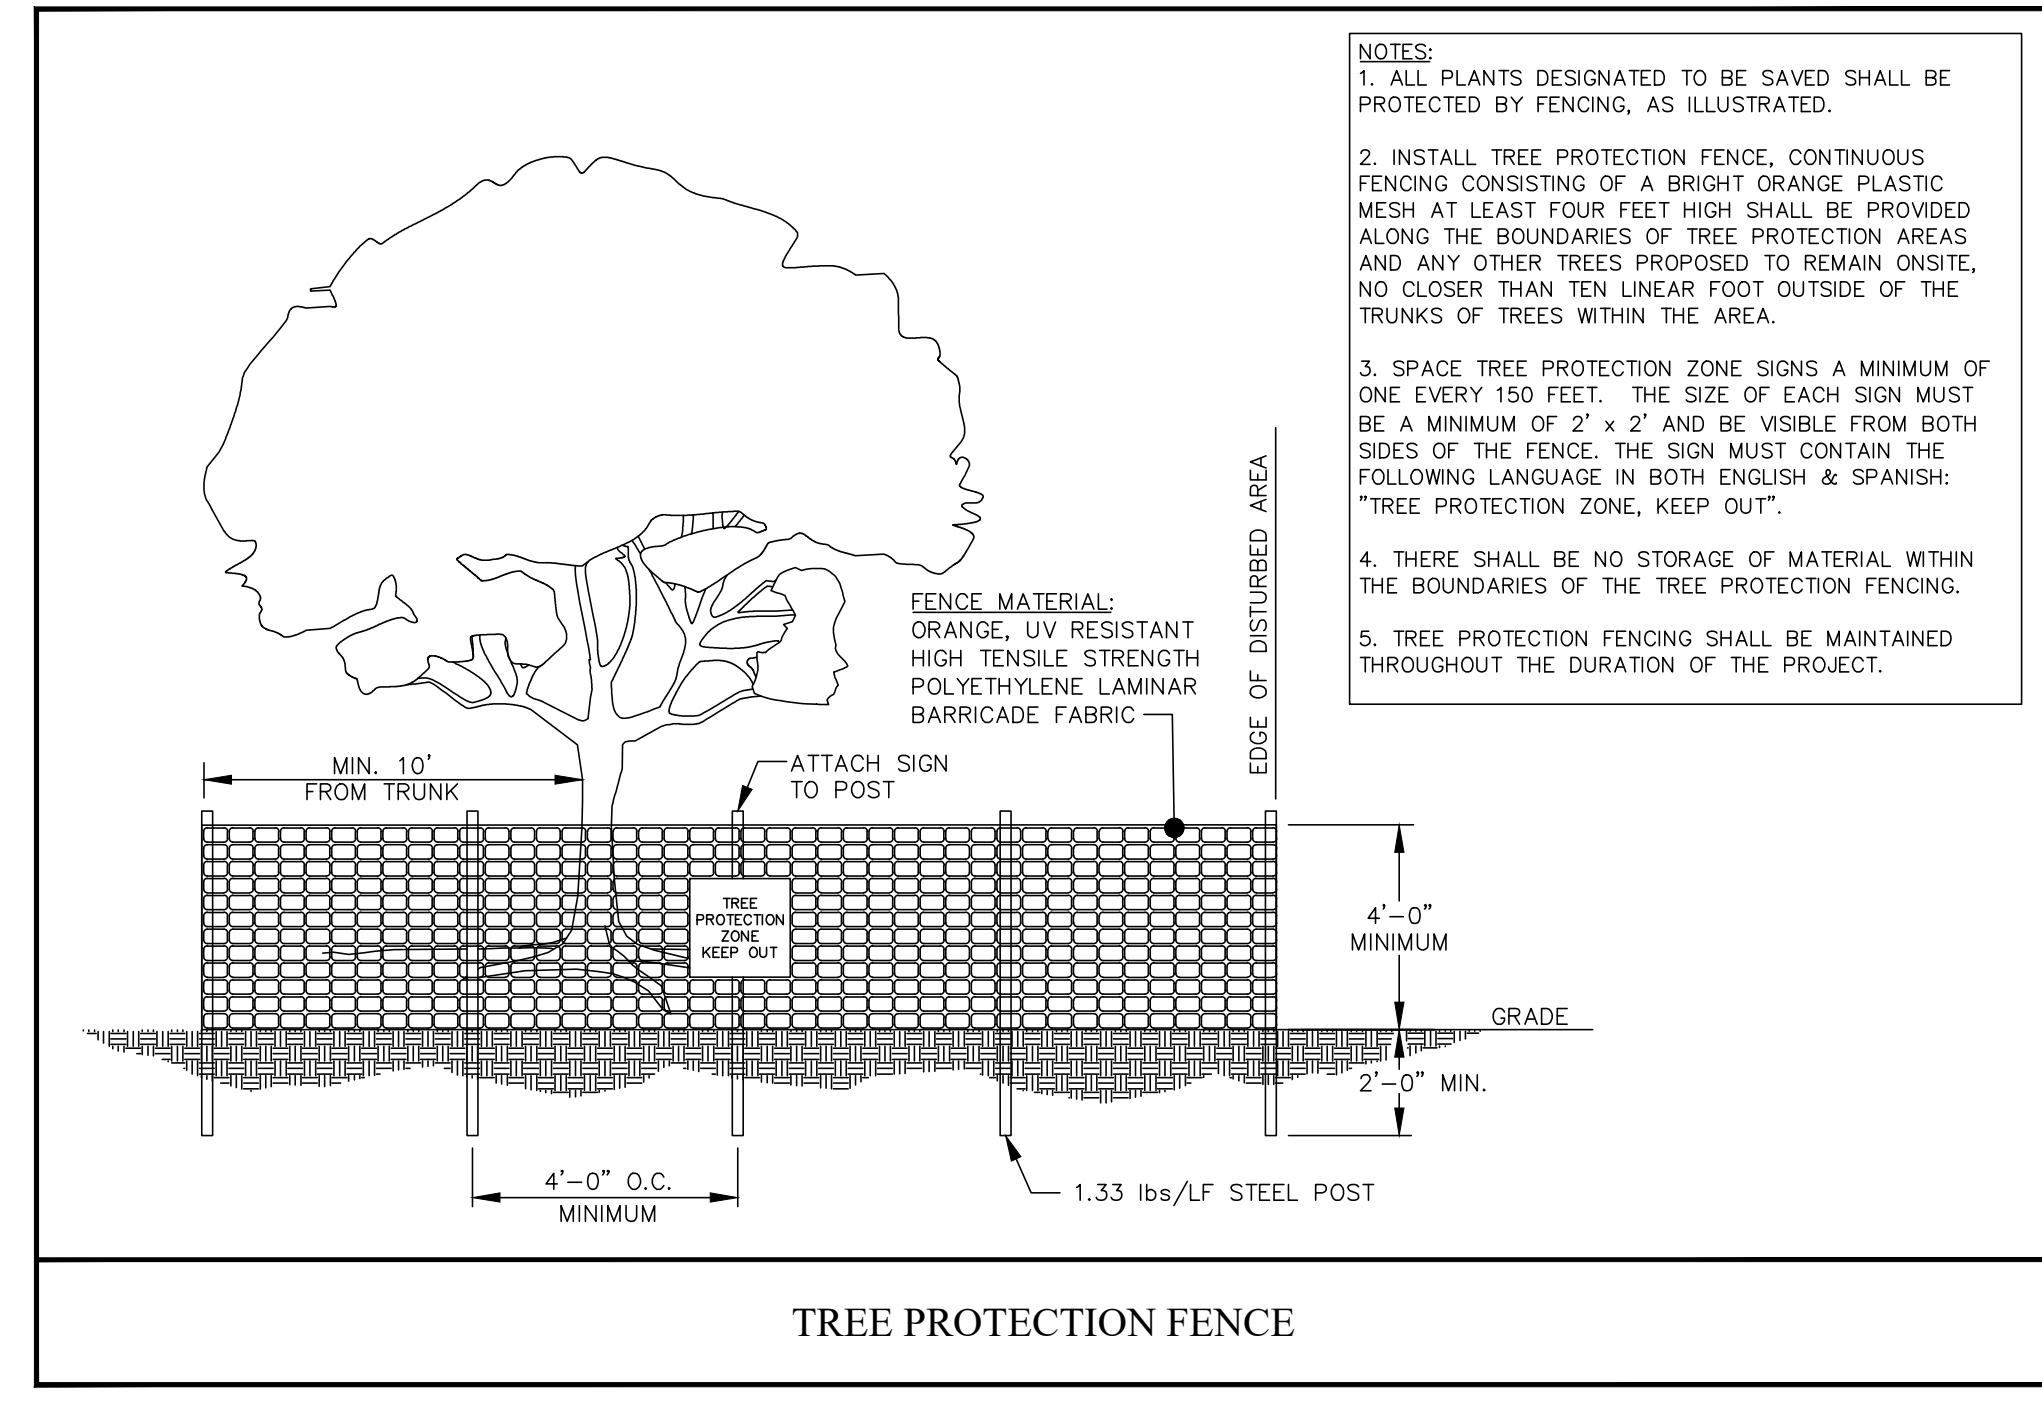 NOTES:
1. ALL PLANTS DESIGNATED TO BE SAVED SHALL BE
PROTECTED BY FENCING, AS ILLUSTRATED.
2. INSTALL TREE PROTECTION FENCE, CONTINUOUS
FENCING CONSISTING OF A BRIGHT ORANGE PLASTIC
MESH AT LEAST FOUR FEET HIGH SHALL BE PROVIDED
ALONG THE BOUNDARIES OF TREE PROTECTION AREAS
AND ANY OTHER TREES PROPOSED TO REMAIN ONSITE,
NO CLOSER THAN TEN LINEAR FOOT OUTSIDE OF THE
TRUNKS OF TREES WITHIN THE AREA.
3. SPACE TREE PROTECTION ZONE SIGNS A MINIMUM OF
ONE EVERY 150 FEET. THE SIZE OF EACH SIGN MUST
BE A MINIMUM OF 2' x 2' AND BE VISIBLE FROM BOTH
SIDES OF THE FENCE. THE SIGN MUST CONTAIN THE
FOLLOWING LANGUAGE IN BOTH ENGLISH & SPANISH:
"TREE PROTECTION ZONE, KEEP OUT".
4. THERE SHALL BE NO STORAGE OF MATERIAL WITHIN
THE BOUNDARIES OF THE TREE PROTECTION FENCING.
5. TREE PROTECTION FENCING SHALL BE MAINTAINED
THROUGHOUT THE DURATION OF THE PROJECT.
EDGE OF DISTURBED AREA
FENCE MATERIAL:
ORANGE, UV RESISTANT
HIGH TENSILE STRENGTH
POLYETHYLENE LAMINAR
BARRICADE FABRIC
MIN. 10'
FROM TRUNK
ATTACH SIGN
TO POST
TREE
PROTECTION
ZONE
KEEP OUT
4'-0"
MINIMUM
GRADE
2'-0" MIN.
4'-0" O.C.
MINIMUM
1.33 lbs/LF STEEL POST
TREE PROTECTION FENCE